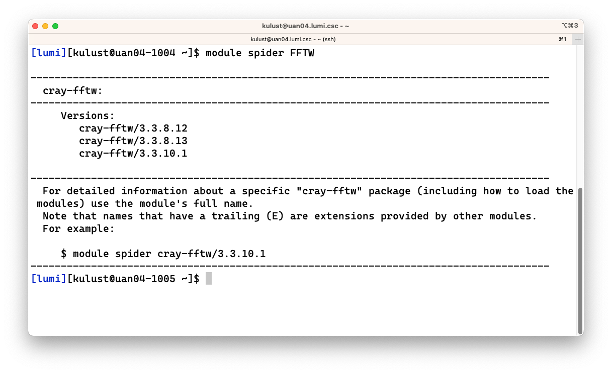 kulust@uan04.lumi.csc - ~
⌥⌘3
kulust@uan04.lumi.csc - ~ (ssh)
⌘1
[lumi][kulust@uan04-1004 ~]$ module spider FFTW
--------------------------------------------------------------------------------------
cray-fftw:
--------------------------------------------------------------------------------------
Versions:
cray-fftw/3.3.8.12
cray-fftw/3.3.8.13
cray-fftw/3.3.10.1
--------------------------------------------------------------------------------------
For detailed information about a specific "cray-fftw" package (including how to load the
modules) use the module's full name.
Note that names that have a trailing (E) are extensions provided by other modules.
For example:
$ module spider cray-fftw/3.3.10.1
--------------------------------------------------------------------------------------
[lumi][kulust@uan04-1005 ~]$